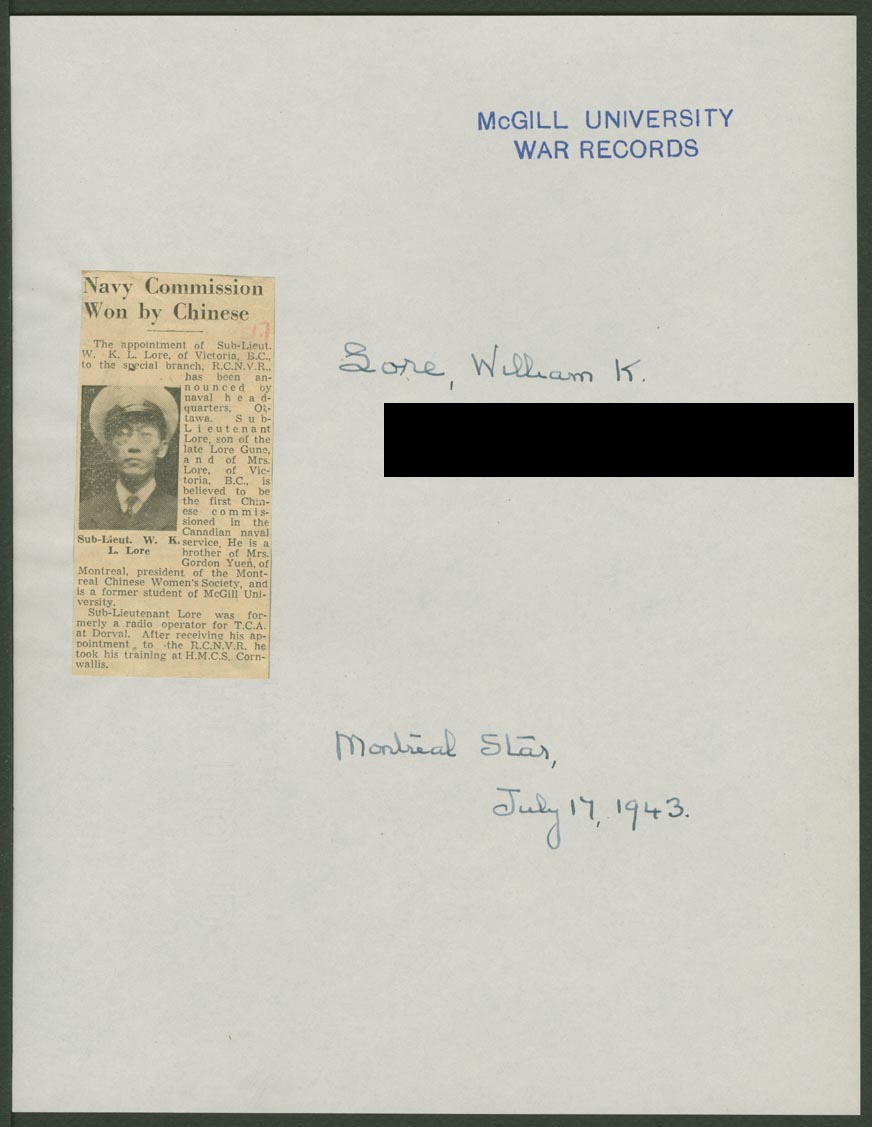 McGILL UNIVERSITY
WAR RECORDS
Navy Commission
Won by Chinese
17
The appointment of Sub-Lieut.
W. K. L. Lore, of Victoria, B.C.,
to the special branch, R.C.N.V.R.,
has been an-
nounced by
naval head-
quarters, Ot-
tawa. Sub-
Lieutenant
Lore, son of the
late Lore Gune,
and of Mrs.
Lore, of Vic-
toria, B.C., is
believed to be
the first Chin-
ese commis-
sioned in the
Canadian naval
service. He is a
brother of Mrs.
Gordon Yuen, of
Montreal, president of the Mont-
real Chinese Women's Society, and
is a former student of McGill Uni-
versity.
Sub-Lieutenant Lore was for-
merly a radio operator for T.C.A.
at Dorval. After receiving his ap-
pointment to the R.C.N.V.R. he
took his training at H.M.C.S. Corn-
wallis.
Sub-Lieut. W. K.
L. Lore
Lore, William K.
Montreal Star,
July 17, 1943.